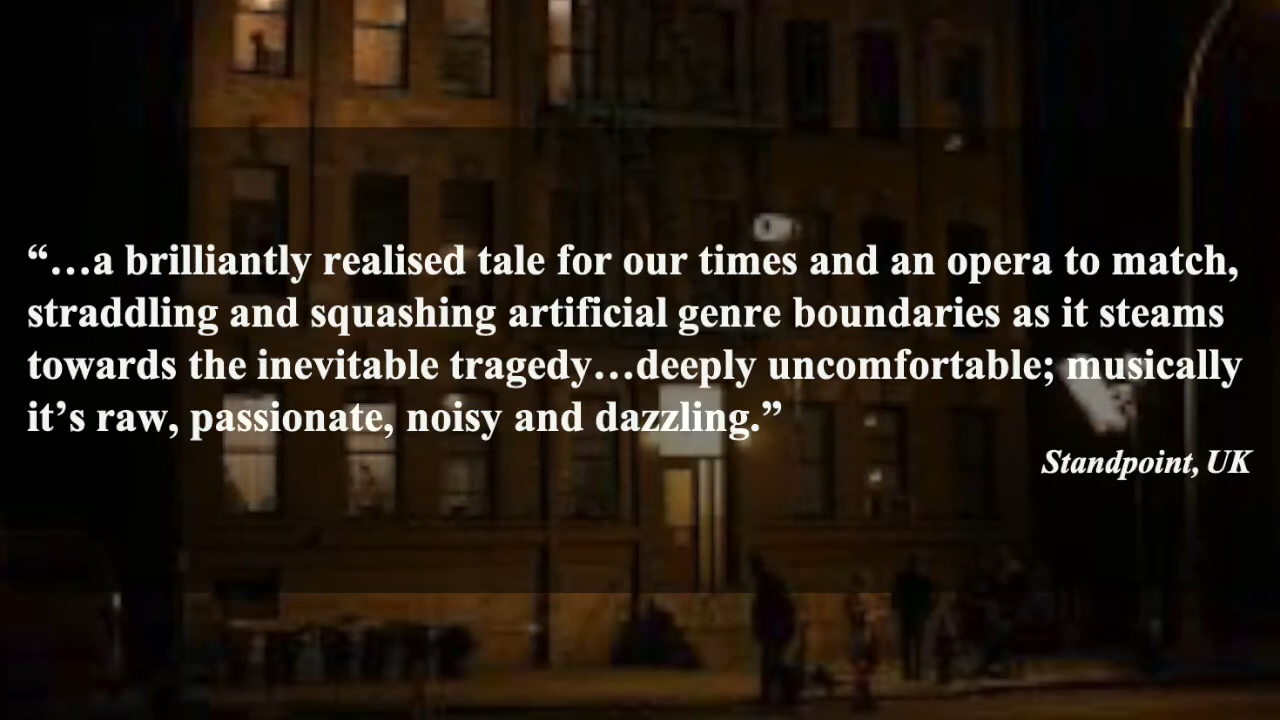 “…a brilliantly realised tale for our times and an opera to match,
straddling and squashing artificial genre boundaries as it steams
towards the inevitable tragedy…deeply uncomfortable; musically
it’s raw, passionate, noisy and dazzling.”
Standpoint, UK